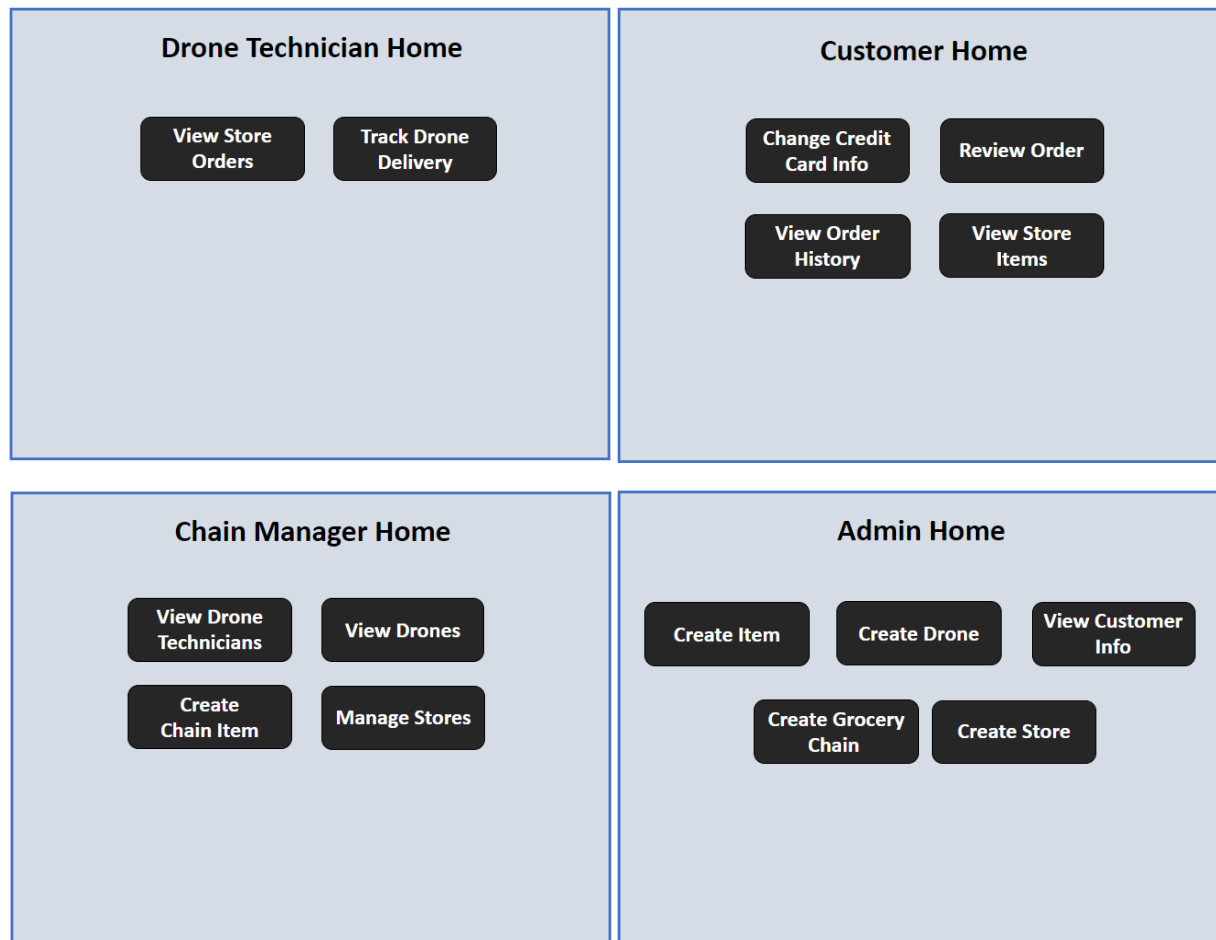 Drone Technician Home
View Store
Orders
Track Drone
Delivery
Customer Home
Change Credit
Card Info
Review Order
View Order
History
View Store
Items
Chain Manager Home
View Drone
Technicians
View Drones
Create
Chain Item
Manage Stores
Admin Home
Create Item
Create Drone
View Customer
Info
Create Grocery
Chain
Create Store